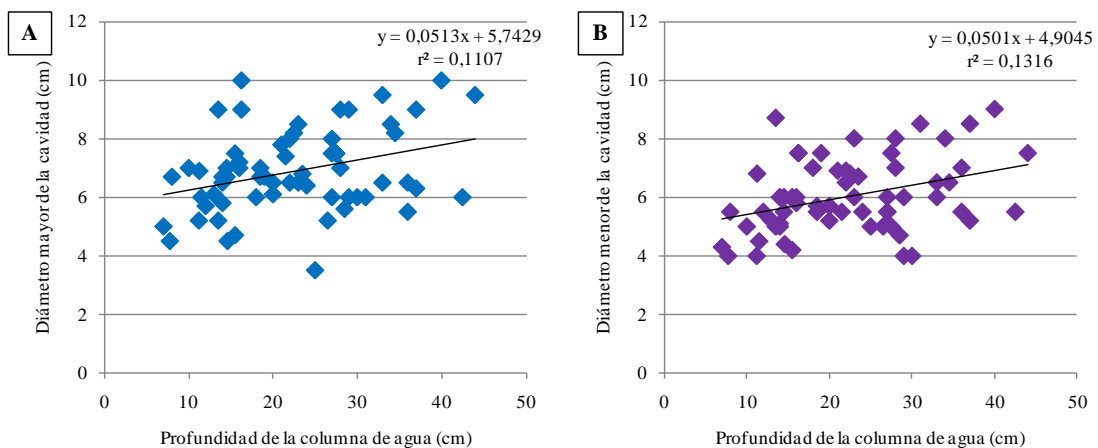 A
y = 0,0513x + 5,7429
r² = 0,1107
Diámetro mayor de la cavidad (cm)
12
10
8
6
4
2
0
0 10 20 30 40 50
Profundidad de la columna de agua (cm)
B
y = 0,0501x + 4,9045
r² = 0,1316
Diámetro menor de la cavidad (cm)
12
10
8
6
4
2
0
0 10 20 30 40 50
Profundidad de la columna de agua (cm)